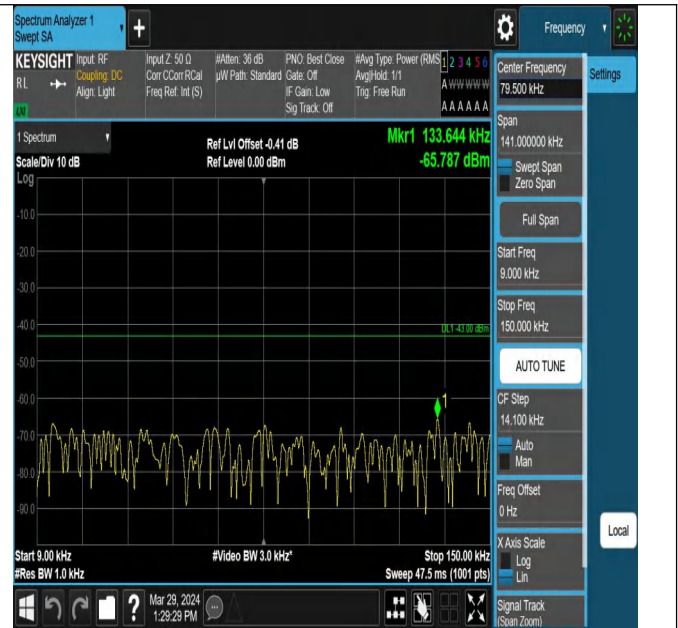 Spectrum Analyzer 1
Swept SA
+
Frequency
KEYSIGHT
RL
Input: RF
Coupling: DC
Align: Light
Input Z: 50 Ω
Corr CCorr RCal
Freq Ref: Int (S)
#Atten: 36 dB
µW Path: Standard
PNO: Best Close
Gate: Off
IF Gain: Low
Sig Track: Off
#Avg Type: Power (RMS
Avg|Hold: 1/1
Trig: Free Run
1 2 3 4 5 6
A W W W W W
A A A A A A
1 Spectrum
Scale/Div 10 dB
Log
Ref Lvl Offset -0.41 dB
Ref Level 0.00 dBm
Mkr1 133.644 kHz
-65.787 dBm
-10.0
-20.0
-30.0
-40.0
DL1 -43.00 dBm
-50.0
-60.0
1
-70.0
-80.0
-90.0
Start 9.00 kHz
#Res BW 1.0 kHz
#Video BW 3.0 kHz*
Stop 150.00 kHz
Sweep 47.5 ms (1001 pts)
?
Mar 29, 2024
1:29:29 PM
Center Frequency
79.500 kHz
Settings
Span
141.000000 kHz
Swept Span
Zero Span
Full Span
Start Freq
9.000 kHz
Stop Freq
150.000 kHz
AUTO TUNE
CF Step
14.100 kHz
Auto
Man
Freq Offset
0 Hz
X Axis Scale
Log
Lin
Local
Signal Track
(Span Zoom)